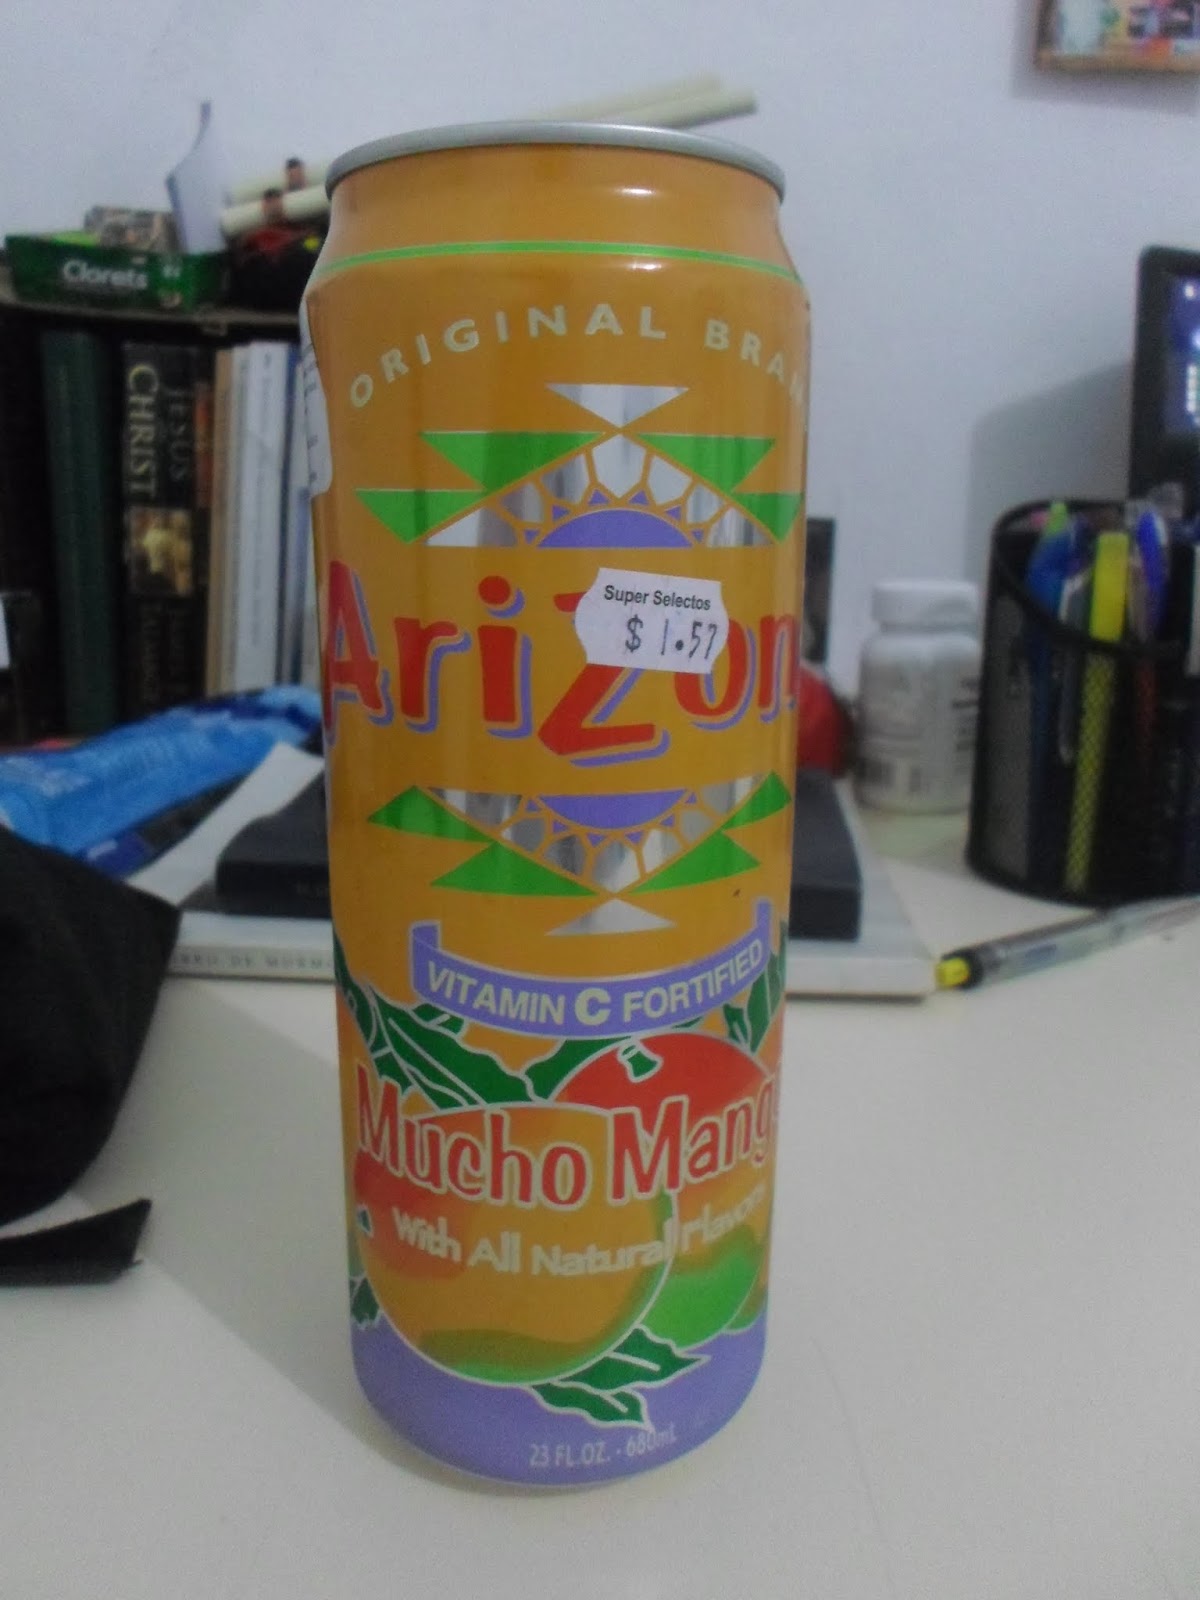 Clorets
JESUS
CHRIST
ORIGINAL BRAN
AriZon
Super Selectos
$ 1.57
VITAMIN C FORTIFIED
Mucho Mang
With All Natural Flavors
23 FL.OZ. · 680mL